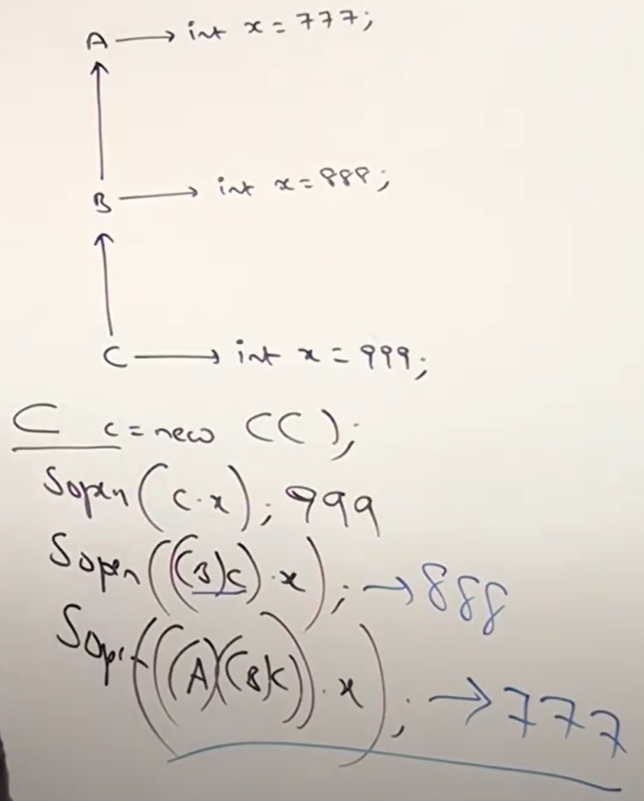 A → int x = 777;
B → int x = 888;
C → int x = 999;
C c = new C();
Sopln(c.x); 999
Sopln(((B)c).x); → 888
Sopln(((A)((B)c)).x); → 777